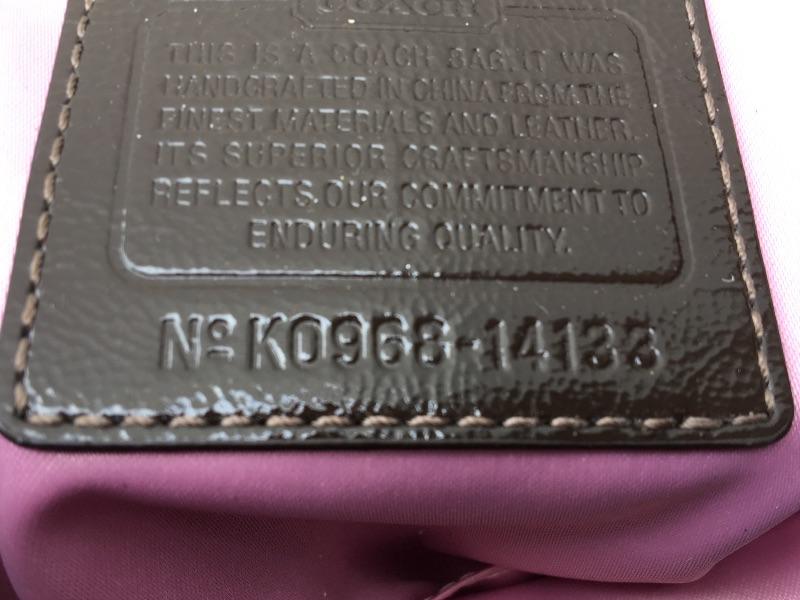 COACH
THIS IS A COACH BAG. IT WAS
HANDCRAFTED IN CHINA FROM THE
FINEST MATERIALS AND LEATHER.
ITS SUPERIOR CRAFTSMANSHIP
REFLECTS OUR COMMITMENT TO
ENDURING QUALITY.
Nº K0968-14133